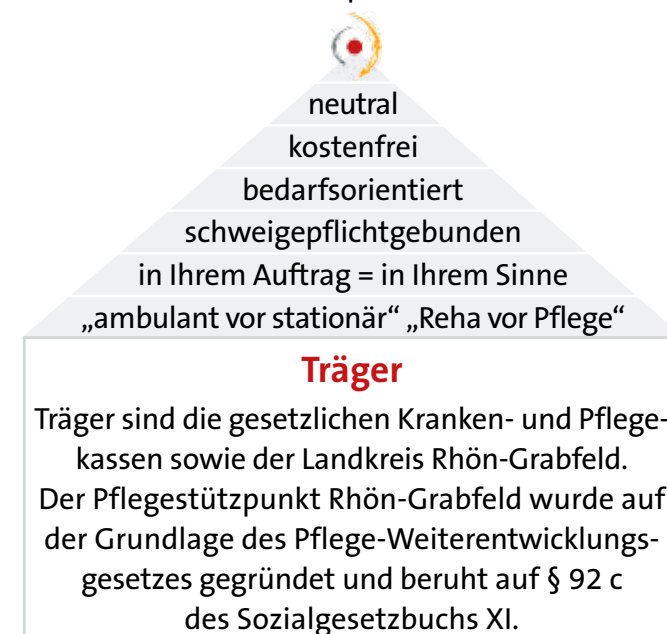 neutral
kostenfrei
bedarfsorientiert
schweigepflichtgebunden
in Ihrem Auftrag = in Ihrem Sinne
„ambulant vor stationär“ „Reha vor Pflege“
Träger
Träger sind die gesetzlichen Kranken- und Pflege-
kassen sowie der Landkreis Rhön-Grabfeld.
Der Pflegestützpunkt Rhön-Grabfeld wurde auf
der Grundlage des Pflege-Weiterentwicklungs-
gesetzes gegründet und beruht auf § 92 c
des Sozialgesetzbuchs XI.